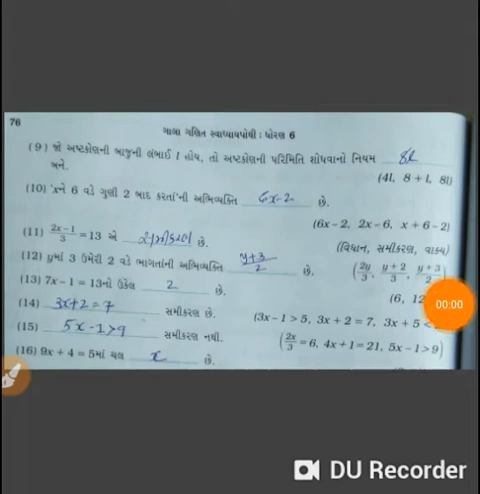 76
ગાલા ગણિત સ્વાધ્યાયપોથી : ધોરણ 6
(9) જો અષ્ટકોણની બાજુની લંબાઈ l હોય, તો અષ્ટકોણની પરિમિતિ શોધવાનો નિયમ 8l
બને. (4l, 8 + l, 8l)
(10) 'xને 6 વડે ગુણી 2 બાદ કરતાં'ની અભિવ્યક્તિ 6x-2 છે.
(6x − 2, 2x − 6, x + 6 − 2)
(11) 2x−1/3 = 13 એ સમીકરણ છે.
(વિધાન, સમીકરણ, વાક્ય)
(12) yમાં 3 ઉમેરી 2 વડે ભાગતાંની અભિવ્યક્તિ y+3/2 છે.
(2y/3, y+2/3, y+3/2)
(13) 7x − 1 = 13નો ઉકેલ 2 છે.
(6, 12
(14) 3x+2=7 સમીકરણ છે.
(3x − 1 > 5, 3x + 2 = 7, 3x + 5 <
(15) 5x-1>9 સમીકરણ નથી.
(2x/3 = 6, 4x + 1 = 21, 5x − 1 > 9)
(16) 9x + 4 = 5માં ચલ x છે.
00:00
DU Recorder